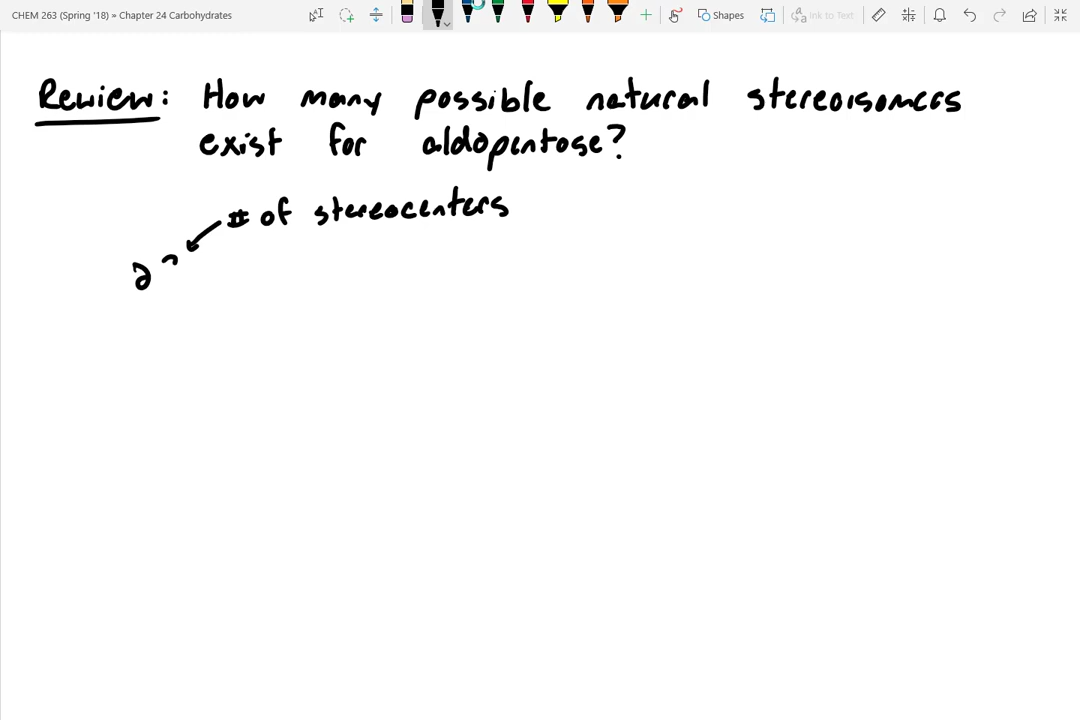 CHEM 263 (Spring '18) » Chapter 24 Carbohydrates
Shapes
Ink to Text
Review: How many possible natural stereoisomers
exist for aldopentose?
# of stereocenters
2ⁿ